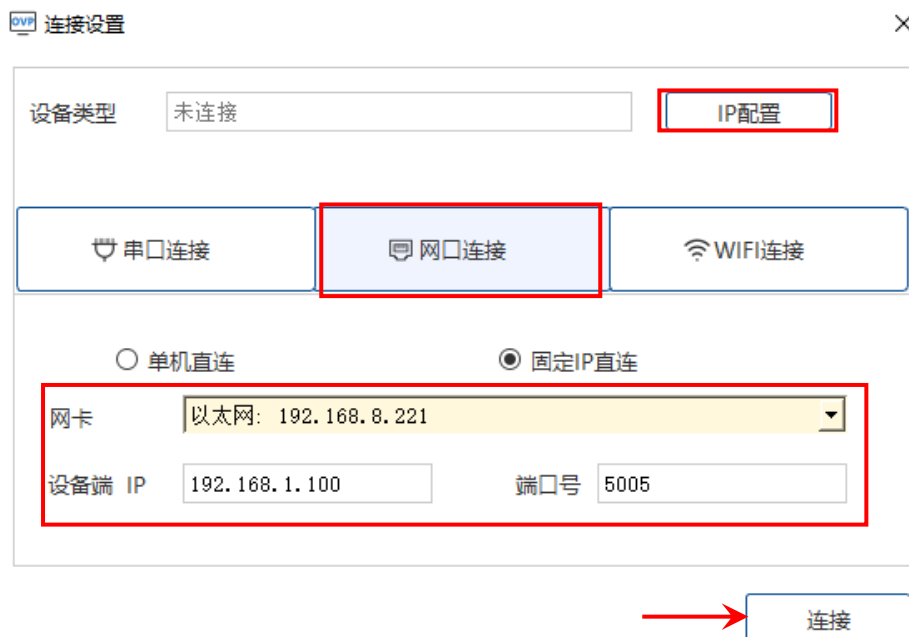 OVP 连接设置
设备类型 未连接 IP配置
串口连接 网口连接 WIFI连接
单机直连 固定IP直连
网卡 以太网: 192.168.8.221
设备端 IP 192.168.1.100 端口号 5005
连接